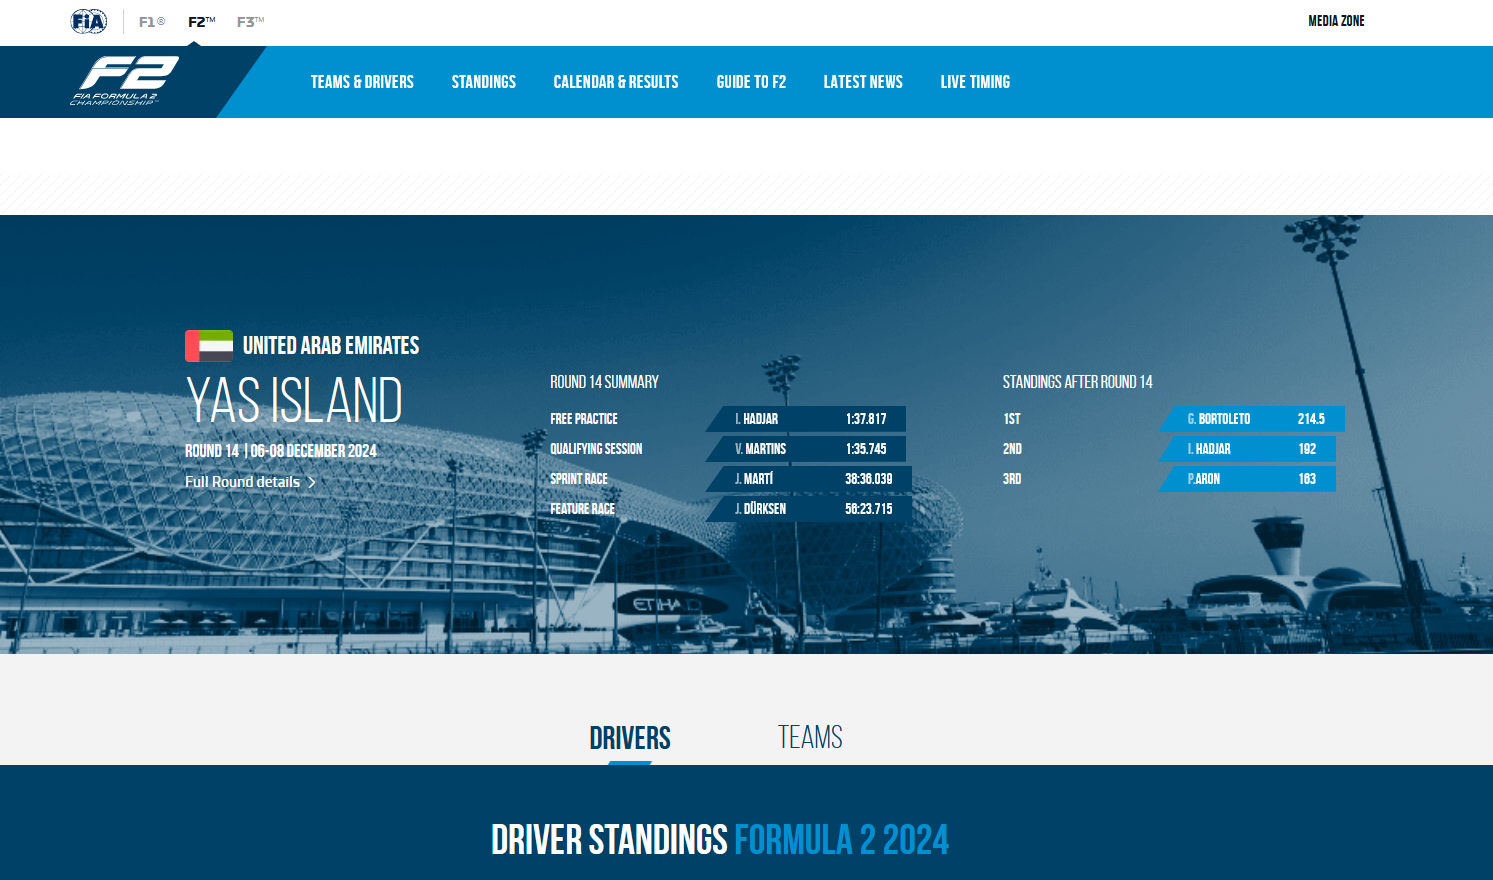 FiA F1® F2™ F3™ MEDIA ZONE
F2
FIA FORMULA 2
CHAMPIONSHIP™
TEAMS & DRIVERS STANDINGS CALENDAR & RESULTS GUIDE TO F2 LATEST NEWS LIVE TIMING
UNITED ARAB EMIRATES
YAS ISLAND
ROUND 14 | 06-08 DECEMBER 2024
Full Round details
ROUND 14 SUMMARY
FREE PRACTICE I. HADJAR 1:37.817
QUALIFYING SESSION V. MARTINS 1:35.745
SPRINT RACE J. MARTÍ 38:36.039
FEATURE RACE J. DÜRKSEN 56:23.715
STANDINGS AFTER ROUND 14
1ST G. BORTOLETO 214.5
2ND I. HADJAR 192
3RD P.ARON 163
ETIHAD
DRIVERS TEAMS
DRIVER STANDINGS FORMULA 2 2024